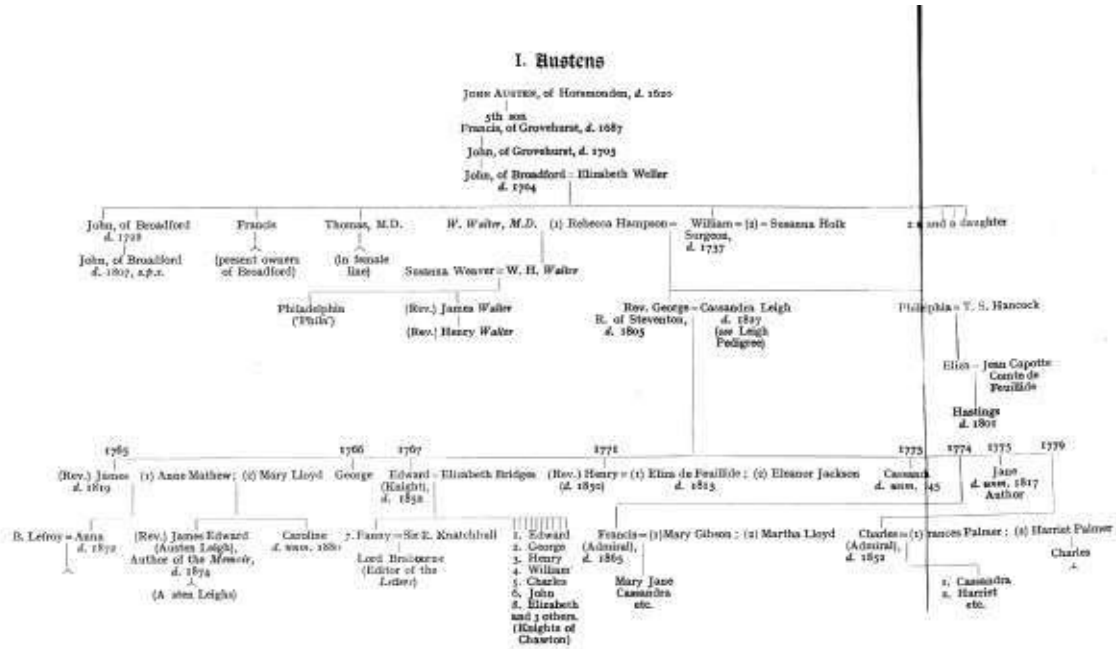 I. Austens
JOHN AUSTEN, of Horsmonden, d. 1620
5th son
Francis, of Grovehurst, d. 1687
John, of Grovehurst, d. 1705
John, of Broadford = Elizabeth Weller
d. 1704
John, of Broadford Francis Thomas, M.D. W. Walter, M.D. (1) Rebecca Hampson = William = (2) = Susanna Holk and a daughter
d. 1728 Surgeon,
d. 1737
John, of Broadford (present owners (in female
d. 1807, s.p.s. of Broadford) line)
Susanna Weaver = W. H. Walter
Philadelphia (Rev.) James Walter Rev. George = Cassandra Leigh = T. S. Hancock
('Phila') R. of Steventon, d. 1827
(Rev.) Henry Walter d. 1805 (see Leigh
Pedigree)
Eliza = Jean Capotte
Comte de
Feuillide
Hastings
d. 1801
1765 1766 1767 1771 1773 1774 1775 1779
(Rev.) James (1) Anne Mathew; (2) Mary Lloyd George Edward = Elizabeth Bridges (Rev.) Henry = (1) Eliza de Feuillide; (2) Eleanor Jackson Jane
d. 1819 (Knight), (d. 1850) d. 1813 d. unm. 45 d. unm. 1817
d. 1852 Author
B. Lefroy = Anna (Rev.) James Edward Caroline 7. Fanny = Sir E. Knatchbull 1. Edward Francis = (1) Mary Gibson; (2) Martha Lloyd Charles = (1) rances Palmer; (2) Harriet Palmer
d. 1872 (Austen Leigh), d. unm. 1880 2. George (Admiral), (Admiral),
Author of the Memoir, Lord Brabourne 3. Henry d. 1865 d. 1852 Charles
d. 1874 (Editor of the 4. William
Letters) 5. Charles Mary Jane 1. Cassandra
(A sten Leighs) 6. John Cassandra 2. Harriet
8. Elizabeth etc. etc.
and 3 others.
(Knights of
Chawton)